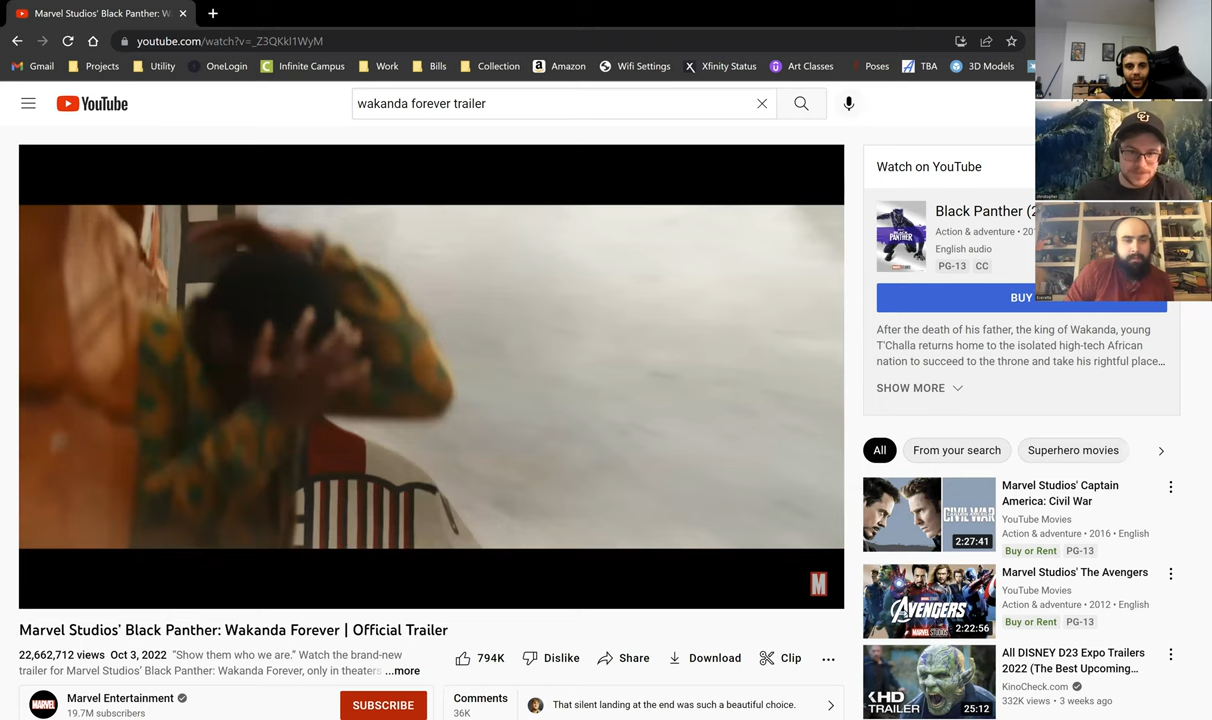 Marvel Studios' Black Panther: W
youtube.com/watch?v=_Z3QKkl1WyM
Gmail Projects Utility OneLogin Infinite Campus Work Bills Collection Amazon Wifi Settings Xfinity Status Art Classes Poses TBA 3D Models
YouTube
wakanda forever trailer
M
Marvel Studios' Black Panther: Wakanda Forever | Official Trailer
22,662,712 views Oct 3, 2022 “Show them who we are.” Watch the brand-new
trailer for Marvel Studios’ Black Panther: Wakanda Forever, only in theaters ...more
794K Dislike Share Download Clip
MARVEL
Marvel Entertainment
19.7M subscribers
SUBSCRIBE
Comments
36K
That silent landing at the end was such a beautiful choice.
Watch on YouTube
PANTHER
Black Panther (2
Action & adventure • 201
English audio
PG-13 CC
BUY
After the death of his father, the king of Wakanda, young
T'Challa returns home to the isolated high-tech African
nation to succeed to the throne and take his rightful place…
SHOW MORE
All From your search Superhero movies
CIVIL WAR
2:27:41
Marvel Studios' Captain
America: Civil War
YouTube Movies
Action & adventure • 2016 • English
Buy or Rent PG-13
AVENGERS
2:22:56
Marvel Studios' The Avengers
YouTube Movies
Action & adventure • 2012 • English
Buy or Rent PG-13
HD
TRAILER
25:12
All DISNEY D23 Expo Trailers
2022 (The Best Upcoming…
KinoCheck.com
332K views • 3 weeks ago